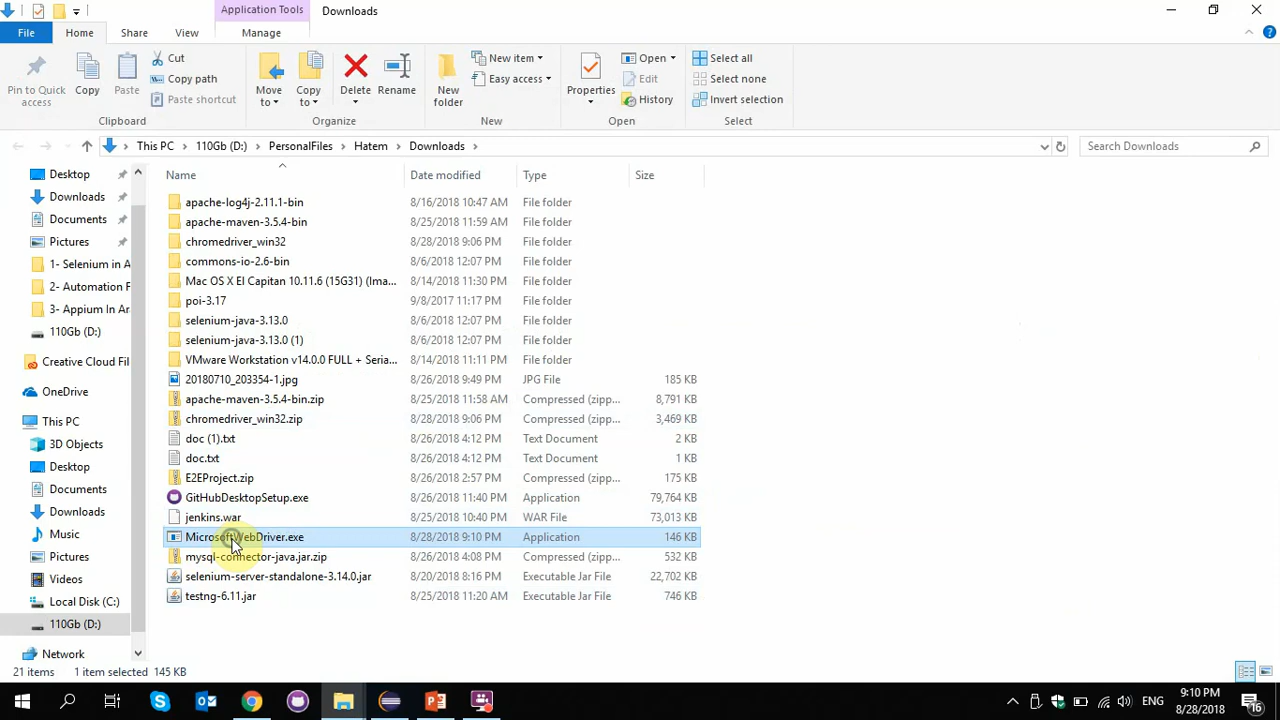 Application Tools Downloads
File Home Share View Manage
Pin to Quick access
Copy
Paste
Cut
Copy path
Paste shortcut
Clipboard
Move to
Copy to
Delete
Rename
Organize
New folder
New item
Easy access
New
Properties
Open
Edit
History
Open
Select all
Select none
Invert selection
Select
This PC > 110Gb (D:) > PersonalFiles > Hatem > Downloads >
Search Downloads
Desktop
Downloads
Documents
Pictures
1- Selenium in A
2- Automation F
3- Appium In Ar
110Gb (D:)
Creative Cloud Fil
OneDrive
This PC
3D Objects
Desktop
Documents
Downloads
Music
Pictures
Videos
Local Disk (C:)
110Gb (D:)
Network
Name Date modified Type Size
apache-log4j-2.11.1-bin 8/16/2018 10:47 AM File folder
apache-maven-3.5.4-bin 8/25/2018 11:59 AM File folder
chromedriver_win32 8/28/2018 9:06 PM File folder
commons-io-2.6-bin 8/6/2018 12:07 PM File folder
Mac OS X EI Capitan 10.11.6 (15G31) (Ima... 8/14/2018 11:30 PM File folder
poi-3.17 9/8/2017 11:17 PM File folder
selenium-java-3.13.0 8/6/2018 12:07 PM File folder
selenium-java-3.13.0 (1) 8/6/2018 12:07 PM File folder
VMware Workstation v14.0.0 FULL + Seria... 8/14/2018 11:11 PM File folder
20180710_203354-1.jpg 8/26/2018 9:49 PM JPG File 185 KB
apache-maven-3.5.4-bin.zip 8/25/2018 11:58 AM Compressed (zipp... 8,791 KB
chromedriver_win32.zip 8/28/2018 9:06 PM Compressed (zipp... 3,469 KB
doc (1).txt 8/26/2018 4:12 PM Text Document 2 KB
doc.txt 8/26/2018 4:12 PM Text Document 1 KB
E2EProject.zip 8/26/2018 2:57 PM Compressed (zipp... 175 KB
GitHubDesktopSetup.exe 8/26/2018 11:40 PM Application 79,764 KB
jenkins.war 8/25/2018 10:40 PM WAR File 73,013 KB
MicrosoftWebDriver.exe 8/28/2018 9:10 PM Application 146 KB
mysql-connector-java.jar.zip 8/26/2018 4:08 PM Compressed (zipp... 532 KB
selenium-server-standalone-3.14.0.jar 8/20/2018 8:16 PM Executable Jar File 22,702 KB
testng-6.11.jar 8/25/2018 11:20 AM Executable Jar File 746 KB
21 items 1 item selected 145 KB
ENG
9:10 PM
8/28/2018
16